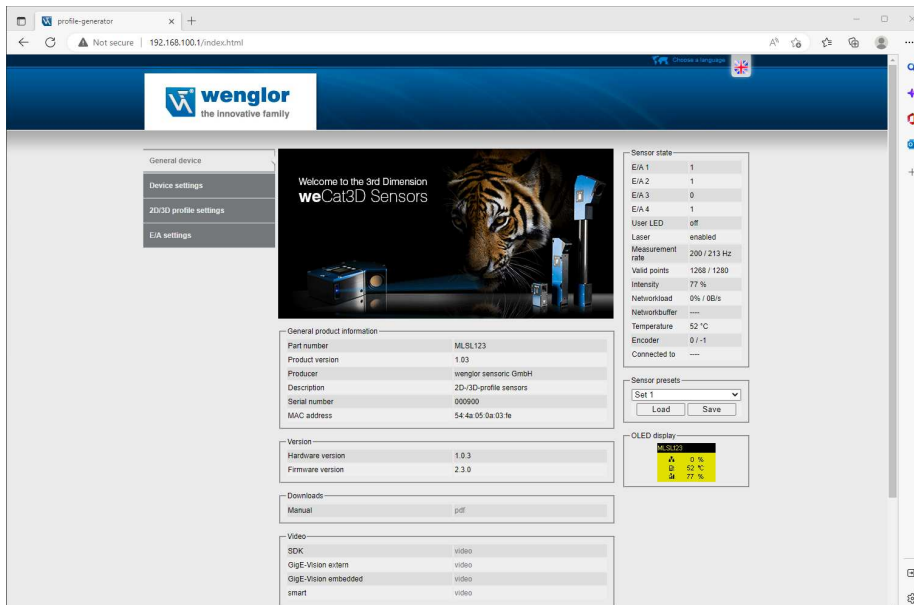 profile-generator
Not secure | 192.168.100.1/index.html
Choose a language
wenglor
the innovative family
General device
Device settings
2D/3D profile settings
E/A settings
Welcome to the 3rd Dimension
weCat3D Sensors
General product information
Part number MLSL123
Product version 1.03
Producer wenglor sensoric GmbH
Description 2D-/3D-profile sensors
Serial number 000900
MAC address 54:4a:05:0a:03:fe
Version
Hardware version 1.0.3
Firmware version 2.3.0
Downloads
Manual pdf
Video
SDK video
GigE-Vision extern video
GigE-Vision embedded video
smart video
Sensor state
E/A 1 1
E/A 2 1
E/A 3 0
E/A 4 1
User LED off
Laser enabled
Measurement
rate 200 / 213 Hz
Valid points 1268 / 1280
Intensity 77 %
Networkload 0% / 0B/s
Networkbuffer ----
Temperature 52 °C
Encoder 0 / -1
Connected to ----
Sensor presets
Set 1
Load Save
OLED display
MLSL123
0 %
52 °C
77 %